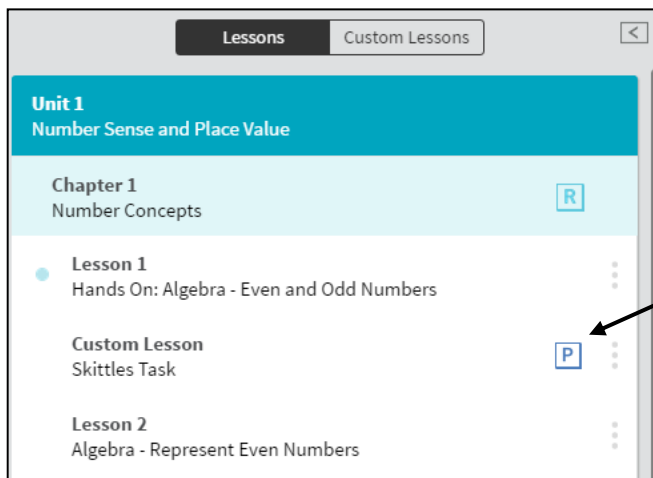 Lessons Custom Lessons <
Unit 1
Number Sense and Place Value
Chapter 1
Number Concepts
R
Lesson 1
Hands On: Algebra - Even and Odd Numbers
Custom Lesson
Skittles Task
P
Lesson 2
Algebra - Represent Even Numbers